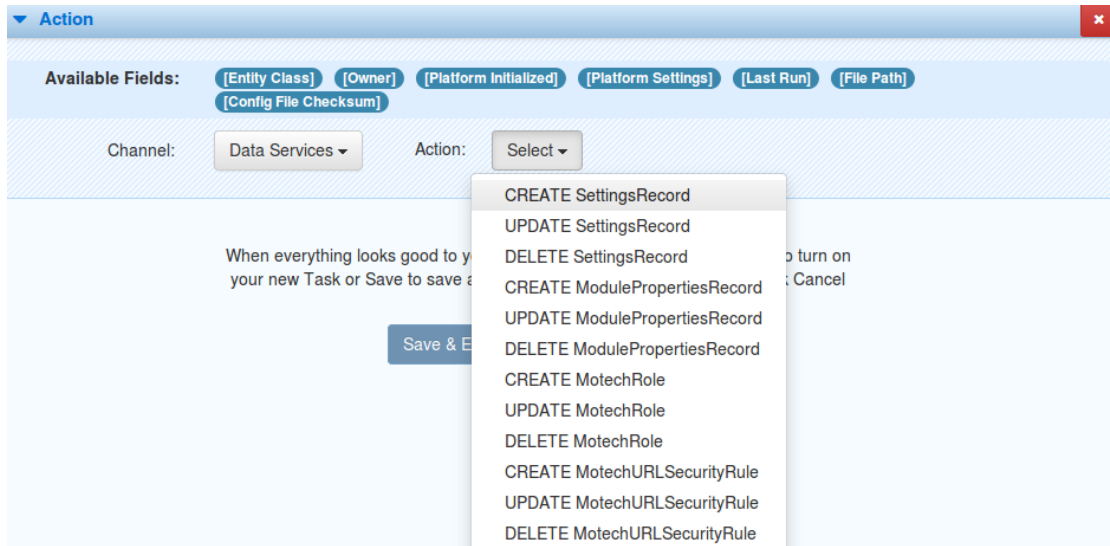 Action
Available Fields: [Entity Class] [Owner] [Platform Initialized] [Platform Settings] [Last Run] [File Path]
[Config File Checksum]
Channel: Data Services Action: Select
CREATE SettingsRecord
UPDATE SettingsRecord
DELETE SettingsRecord
CREATE ModulePropertiesRecord
UPDATE ModulePropertiesRecord
DELETE ModulePropertiesRecord
CREATE MotechRole
UPDATE MotechRole
DELETE MotechRole
CREATE MotechURLSecurityRule
UPDATE MotechURLSecurityRule
DELETE MotechURLSecurityRule
When everything looks good to turn on
your new Task or Save to save Cancel
Save &